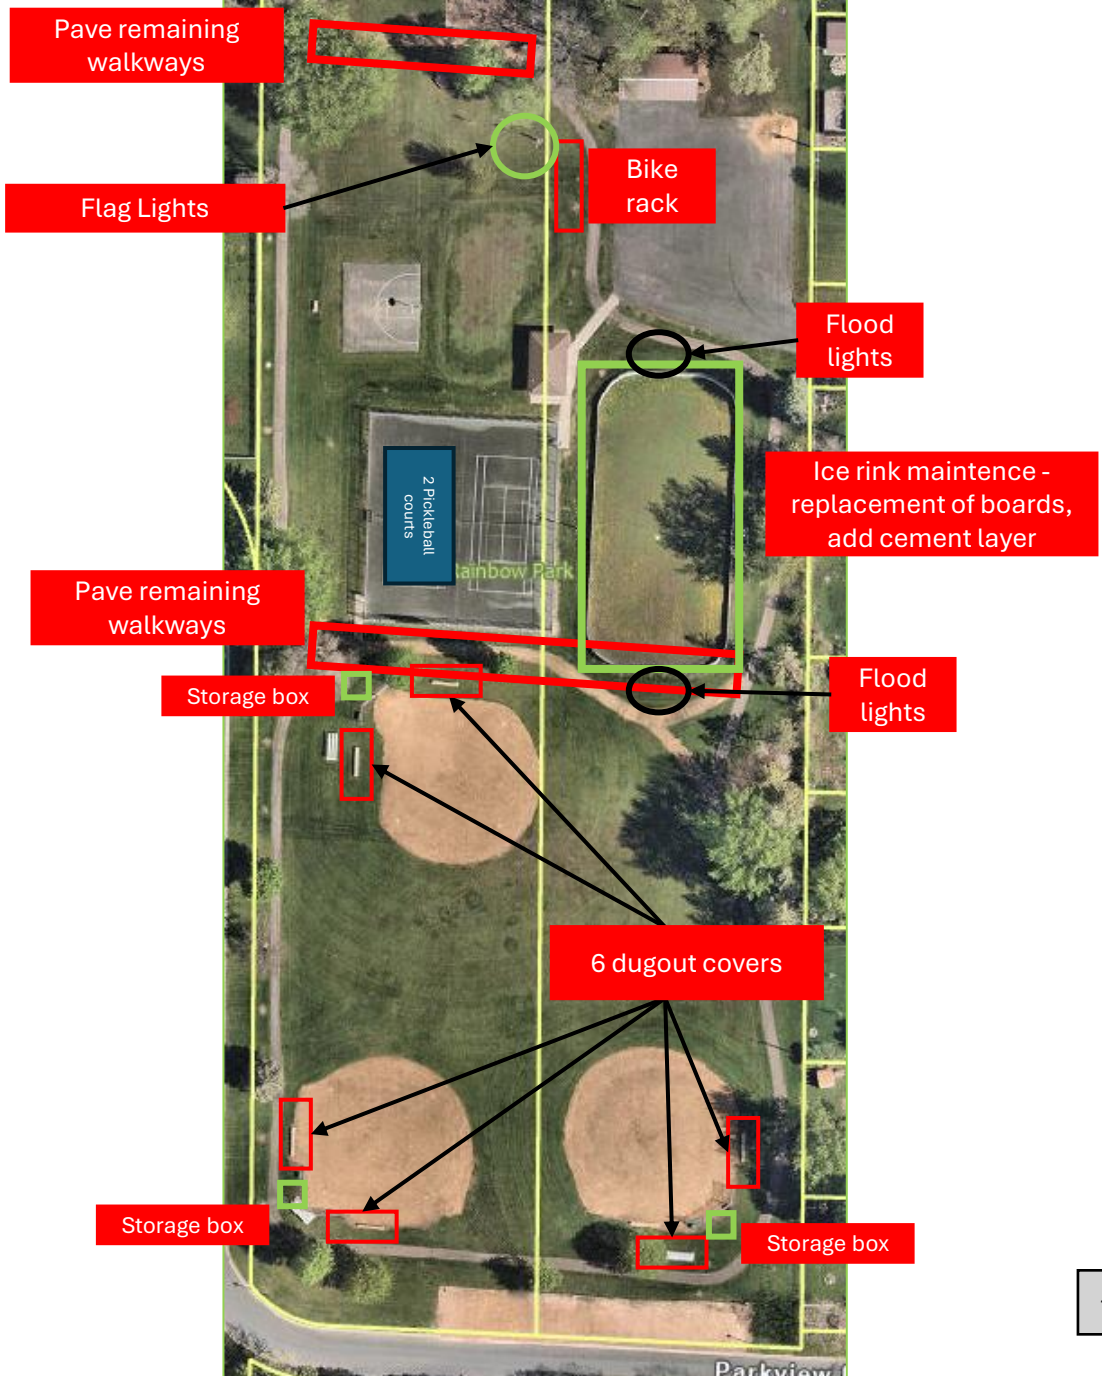 Pave remaining
walkways
Flag Lights
Bike
rack
Flood
lights
Ice rink maintence -
replacement of boards,
add cement layer
2 Pickleball
courts
Rainbow Park
Pave remaining
walkways
Storage box
Flood
lights
6 dugout covers
Storage box
Storage box
Parkview